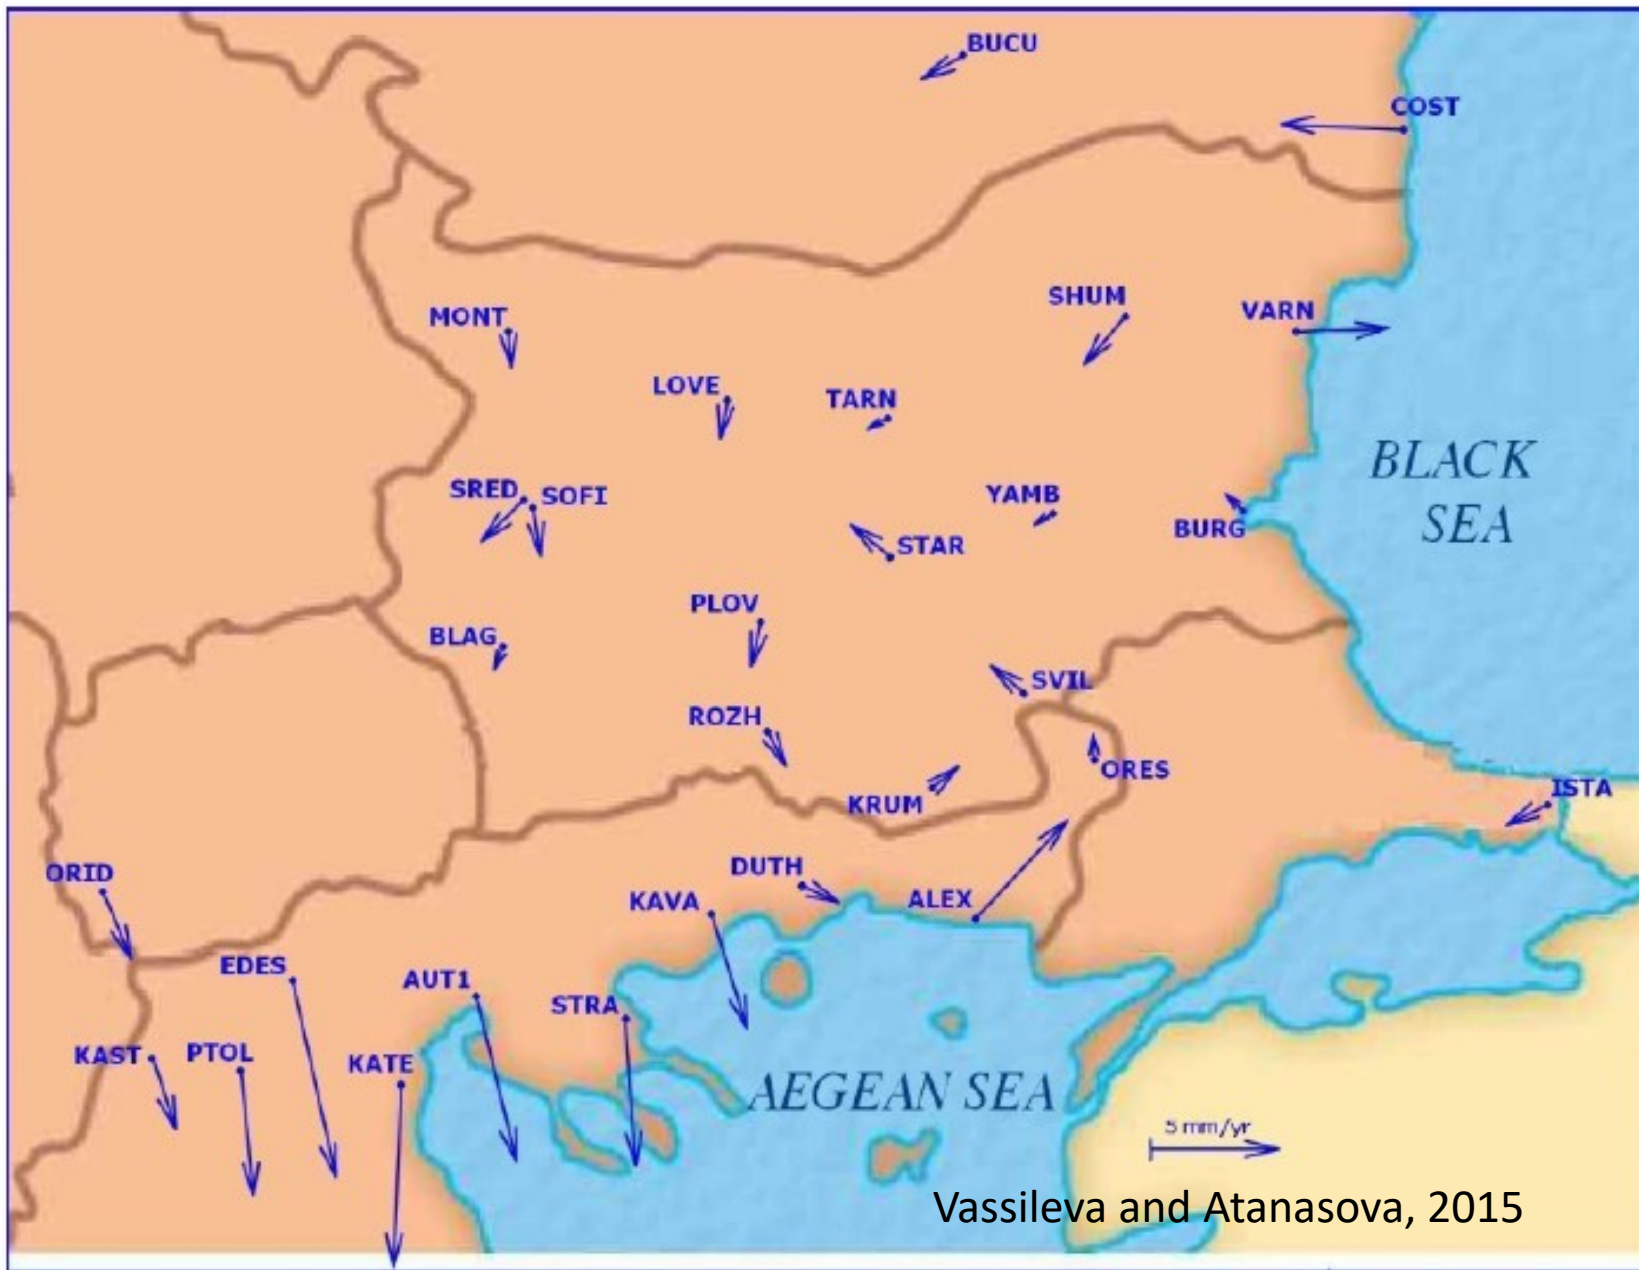 BUCU
COST
SHUM
VARN
MONT
LOVE
TARN
BLACK
SEA
SRED
SOFI
YAMB
STAR
BURG
PLOV
BLAG
SVIL
ROZH
ORES
KRUM
ISTA
ORID
DUTH
KAVA
ALEX
EDES
AUT1
STRA
KAST
PTOL
KATE
AEGEAN SEA
5 mm/yr
Vassileva and Atanasova, 2015